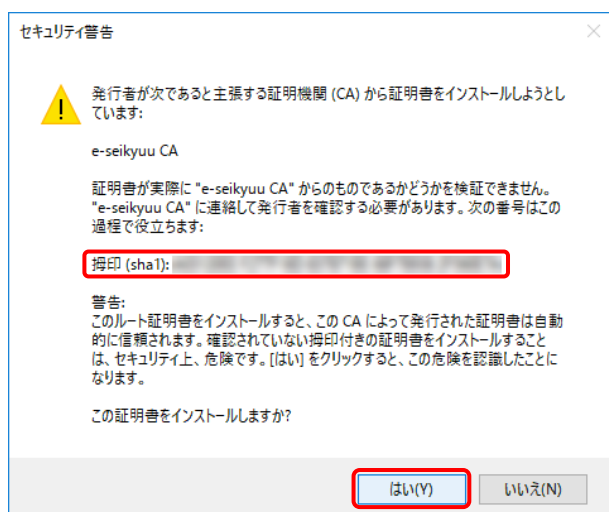 セキュリティ警告
発行者が次であると主張する証明機関 (CA) から証明書をインストールしようとし
ています:
e-seikyuu CA
証明書が実際に "e-seikyuu CA" からのものであるかどうかを検証できません。
"e-seikyuu CA" に連絡して発行者を確認する必要があります。次の番号はこの
過程で役立ちます:
拇印 (sha1):
警告:
このルート証明書をインストールすると、この CA によって発行された証明書は自動
的に信頼されます。確認されていない拇印付きの証明書をインストールすること
は、セキュリティ上、危険です。[はい] をクリックすると、この危険を認識したことに
なります。
この証明書をインストールしますか?
はい(Y)
いいえ(N)